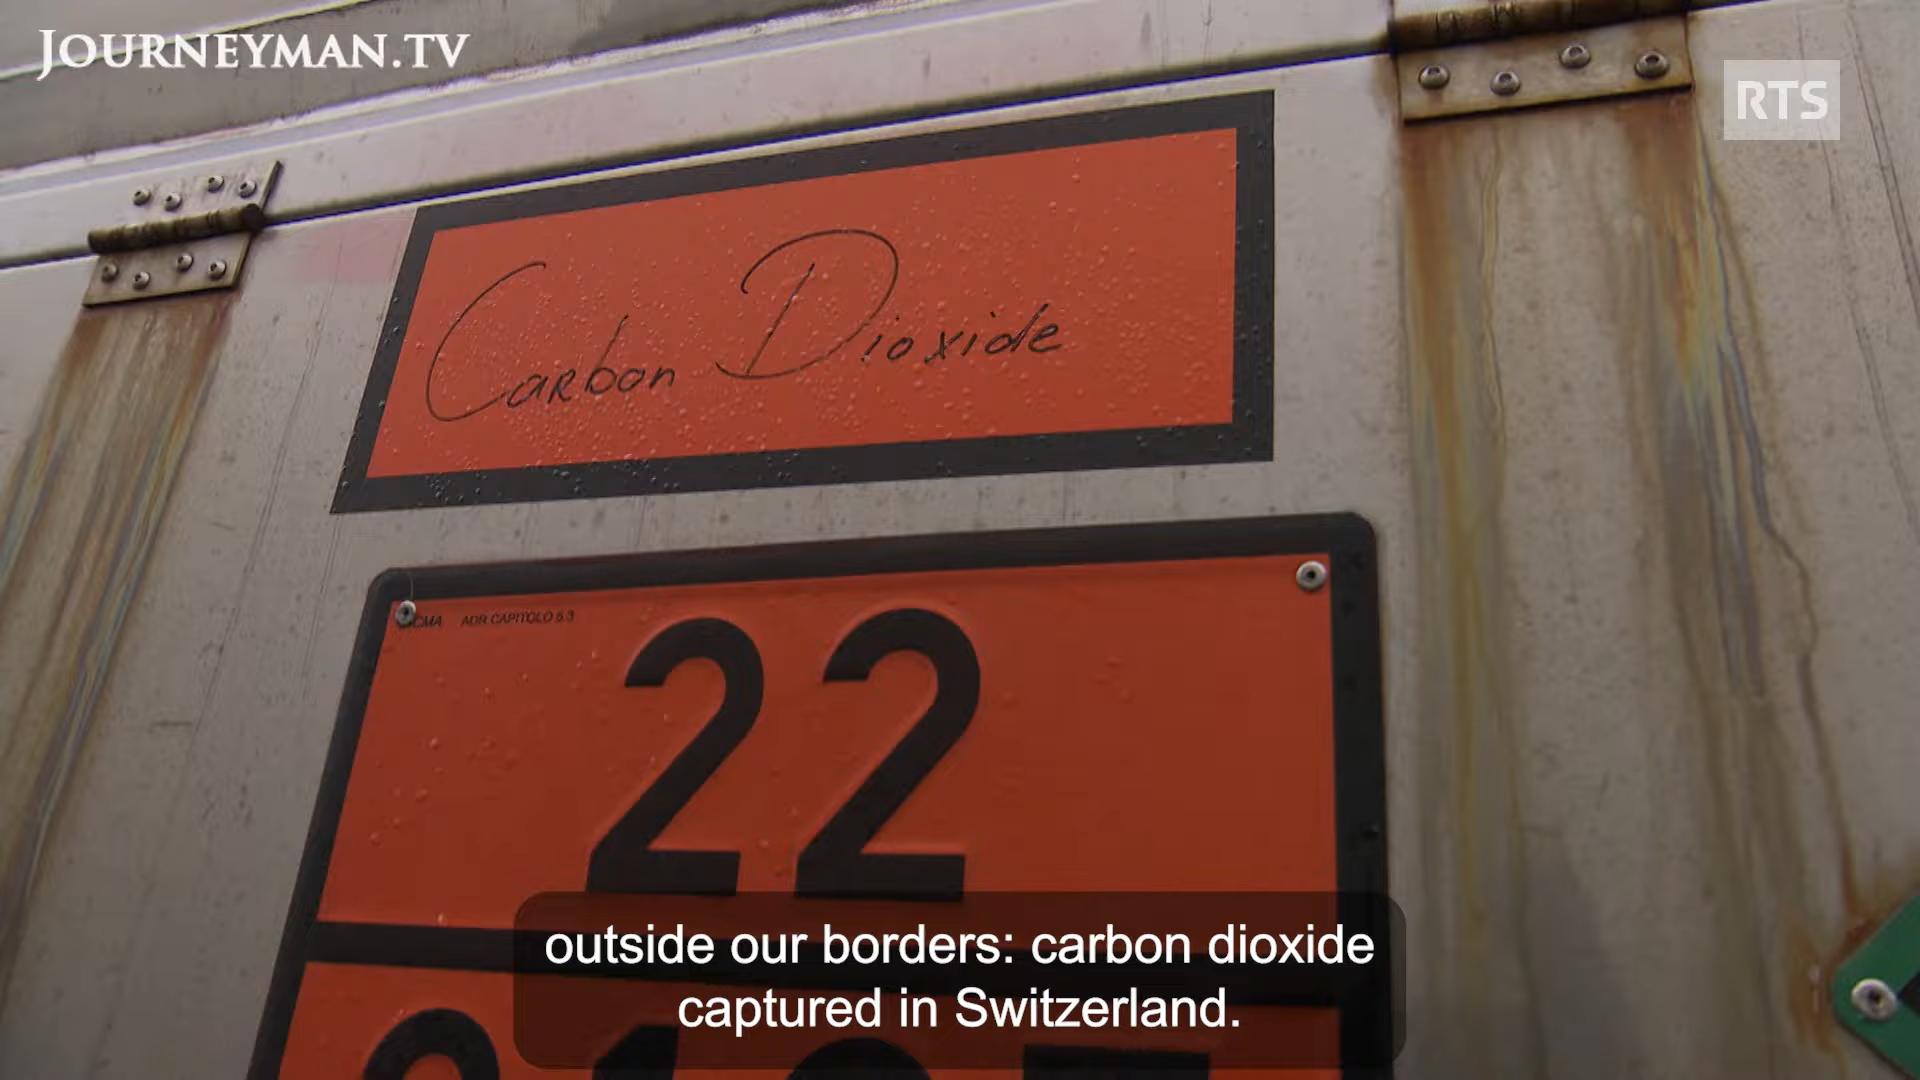 JOURNEYMAN.TV
RTS
Carbon Dioxide
ADR CAPITOLO 5.3
22
outside our borders: carbon dioxide
captured in Switzerland.